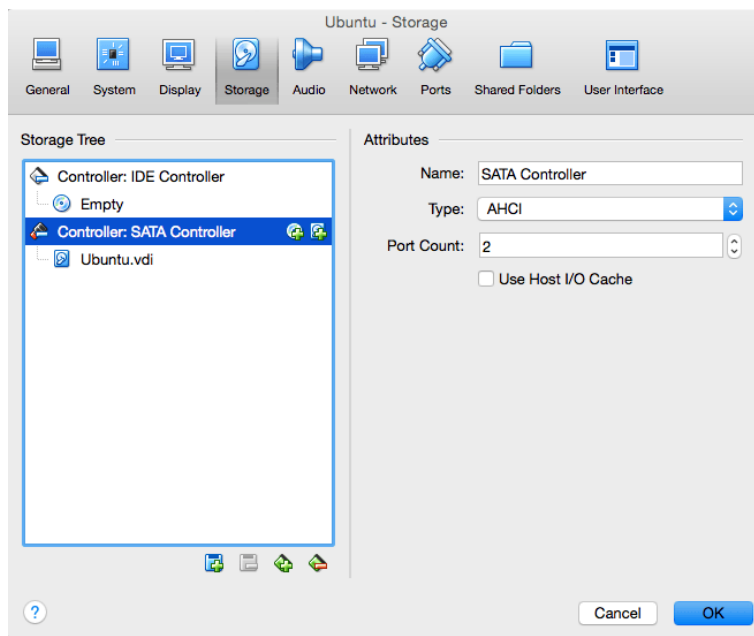 Ubuntu - Storage
General System Display Storage Audio Network Ports Shared Folders User Interface
Storage Tree
Controller: IDE Controller
Empty
Controller: SATA Controller
Ubuntu.vdi
Attributes
Name: SATA Controller
Type: AHCI
Port Count: 2
Use Host I/O Cache
?
Cancel OK